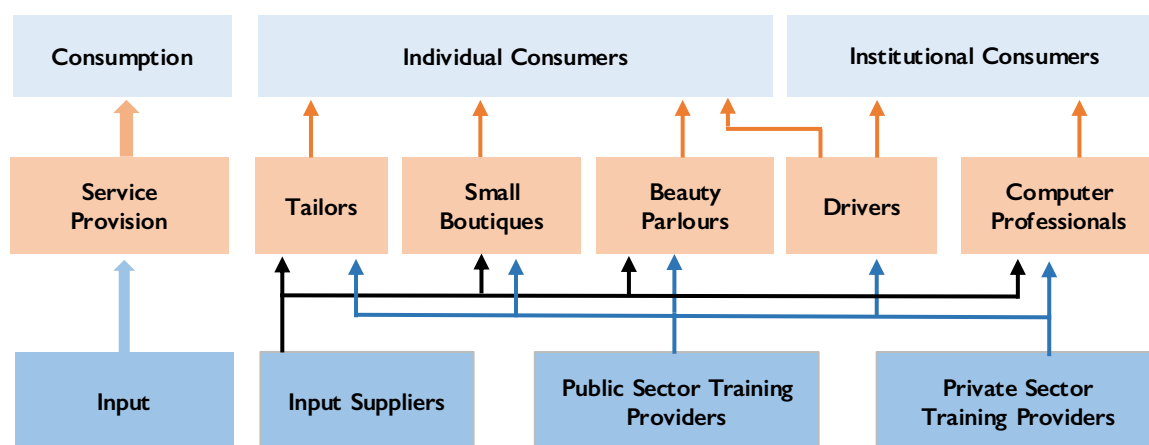 Consumption
Individual Consumers
Institutional Consumers
Service
Provision
Tailors
Small
Boutiques
Beauty
Parlours
Drivers
Computer
Professionals
Input
Input Suppliers
Public Sector Training
Providers
Private Sector
Training Providers